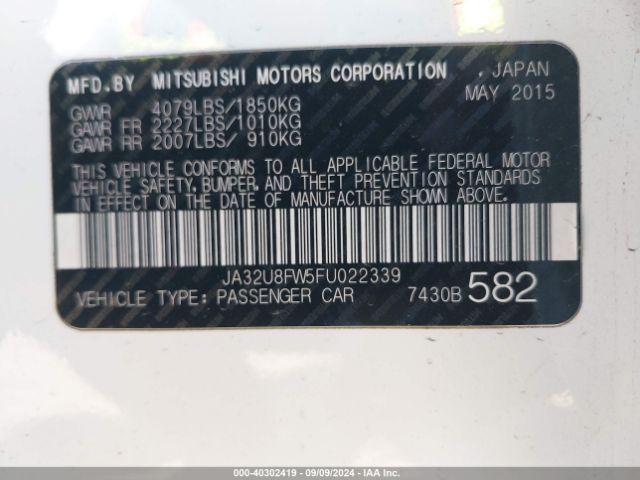 MFD.BY MITSUBISHI MOTORS CORPORATION , JAPAN
GVWR 4079LBS/1850KG MAY 2015
GAWR FR 2227LBS/1010KG
GAWR RR 2007LBS/ 910KG
THIS VEHICLE CONFORMS TO ALL APPLICABLE FEDERAL MOTOR
VEHICLE SAFETY, BUMPER, AND THEFT PREVENTION STANDARDS
IN EFFECT ON THE DATE OF MANUFACTURE SHOWN ABOVE.
JA32U8FW5FU022339
VEHICLE TYPE: PASSENGER CAR 7430B 582
000-40302419 - 09/09/2024 - IAA Inc.